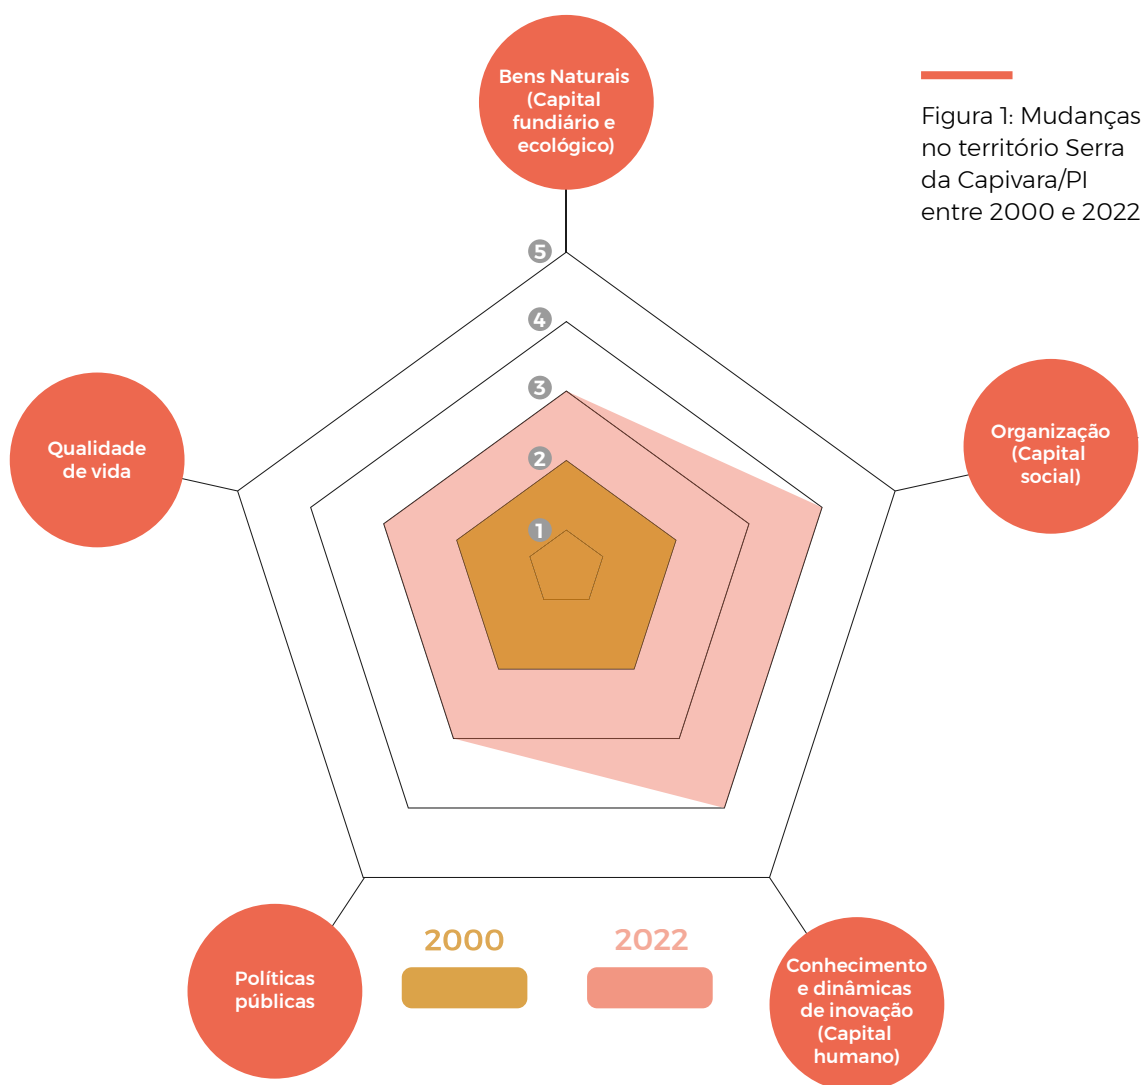 Bens Naturais
(Capital
fundiário e
ecológico)
Figura 1: Mudanças
no território Serra
da Capivara/PI
entre 2000 e 2022
5
4
3
2
1
Qualidade
de vida
Organização
(Capital
social)
Políticas
públicas
2000
2022
Conhecimento
e dinâmicas
de inovação
(Capital
humano)